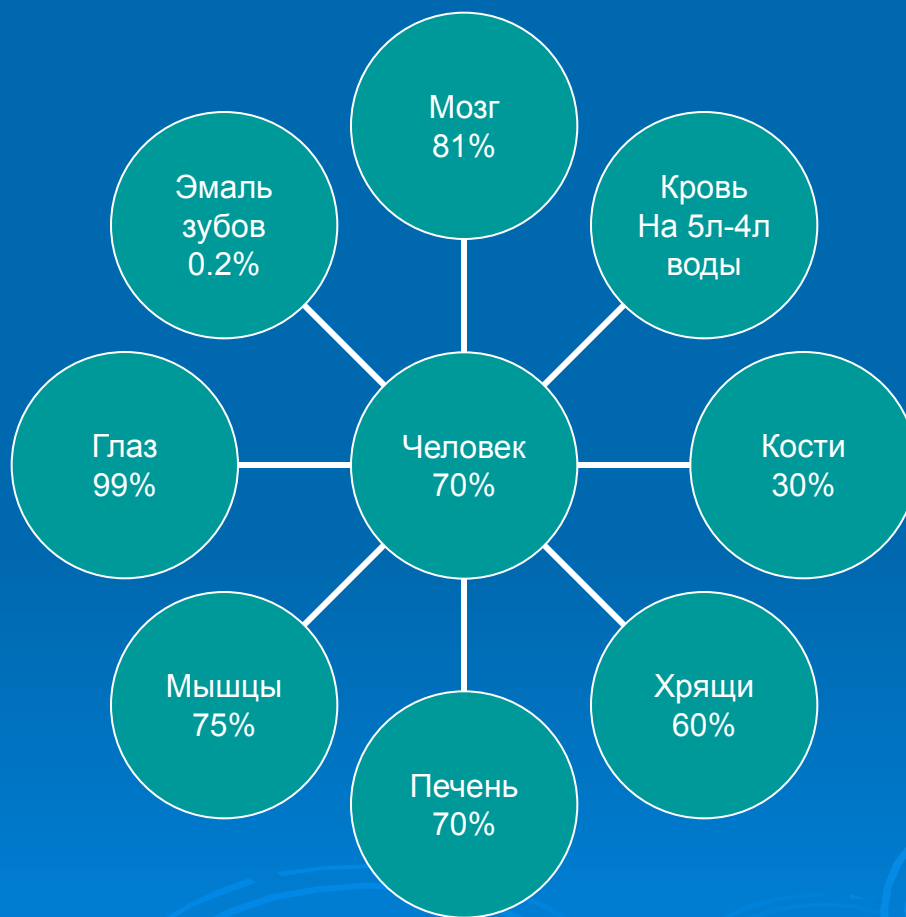 Мозг
81%
Кровь
На 5л-4л
воды
Кости
30%
Хрящи
60%
Печень
70%
Мышцы
75%
Глаз
99%
Эмаль
зубов
0.2%
Человек
70%